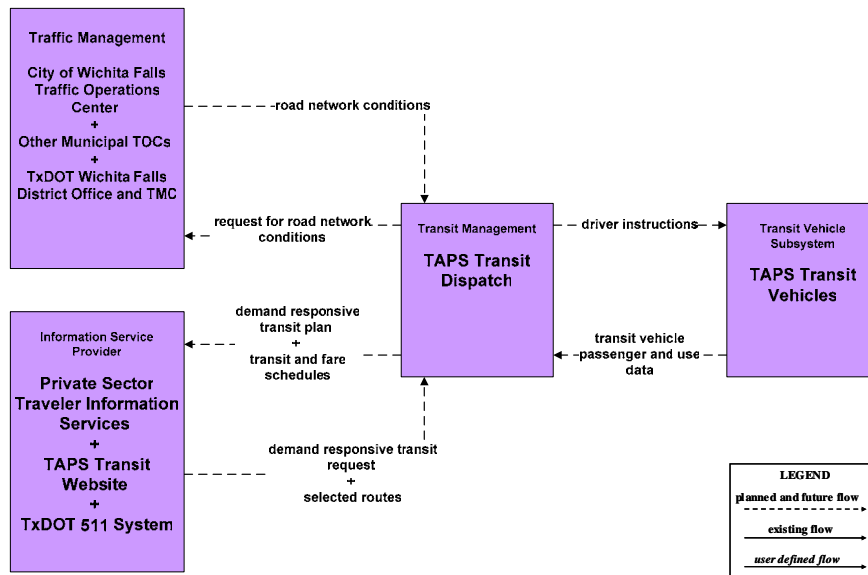 Traffic Management
City of Wichita Falls
Traffic Operations
Center
+
Other Municipal TOCs
+
TxDOT Wichita Falls
District Office and TMC
road network conditions
request for road network
conditions
Transit Management
TAPS Transit
Dispatch
driver instructions
Transit Vehicle
Subsystem
TAPS Transit
Vehicles
transit vehicle
passenger and use
data
Information Service
Provider
Private Sector
Traveler Information
Services
+
TAPS Transit
Website
+
TxDOT 511 System
demand responsive
transit plan
+
transit and fare
schedules
demand responsive transit
request
+
selected routes
LEGEND
planned and future flow
existing flow
user defined flow